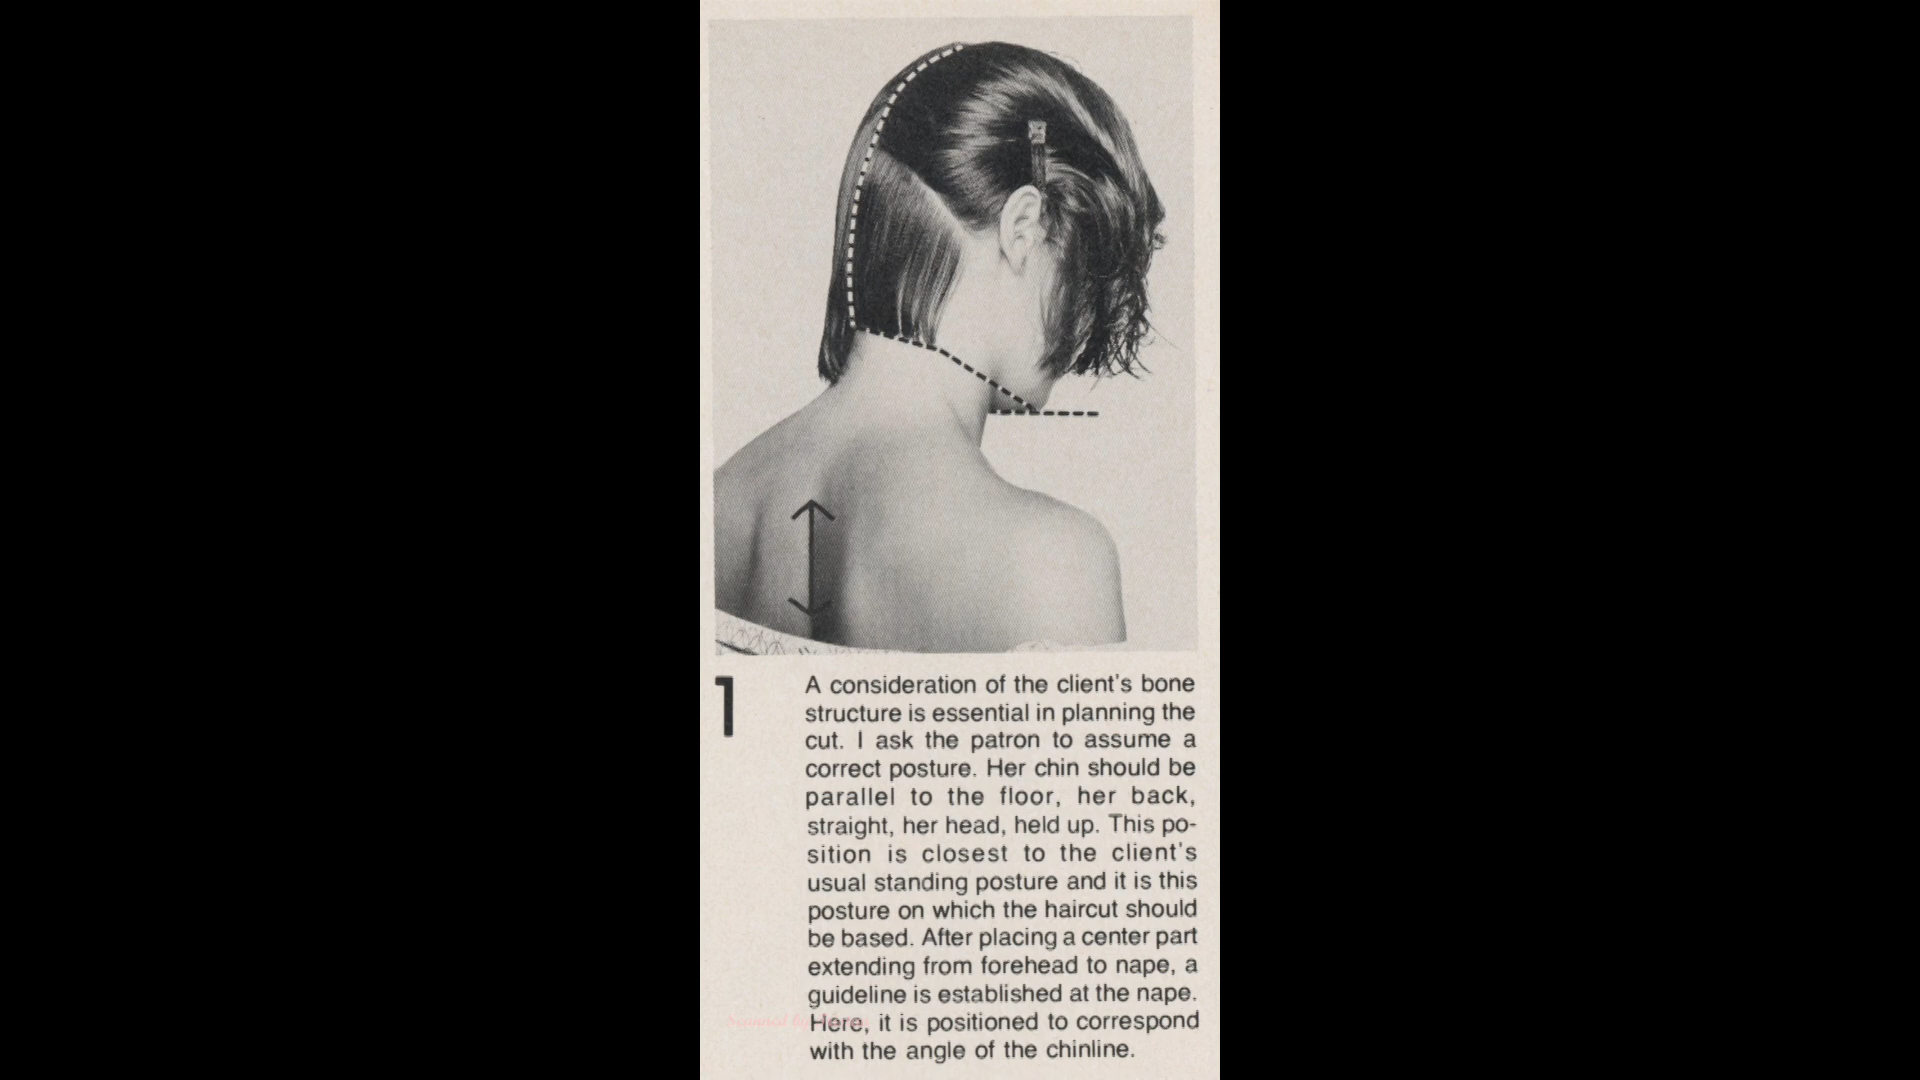 1
A consideration of the client's bone
structure is essential in planning the
cut. I ask the patron to assume a
correct posture. Her chin should be
parallel to the floor, her back,
straight, her head, held up. This po-
sition is closest to the client's
usual standing posture and it is this
posture on which the haircut should
be based. After placing a center part
extending from forehead to nape, a
guideline is established at the nape.
Here, it is positioned to correspond
with the angle of the chinline.
Scanned by